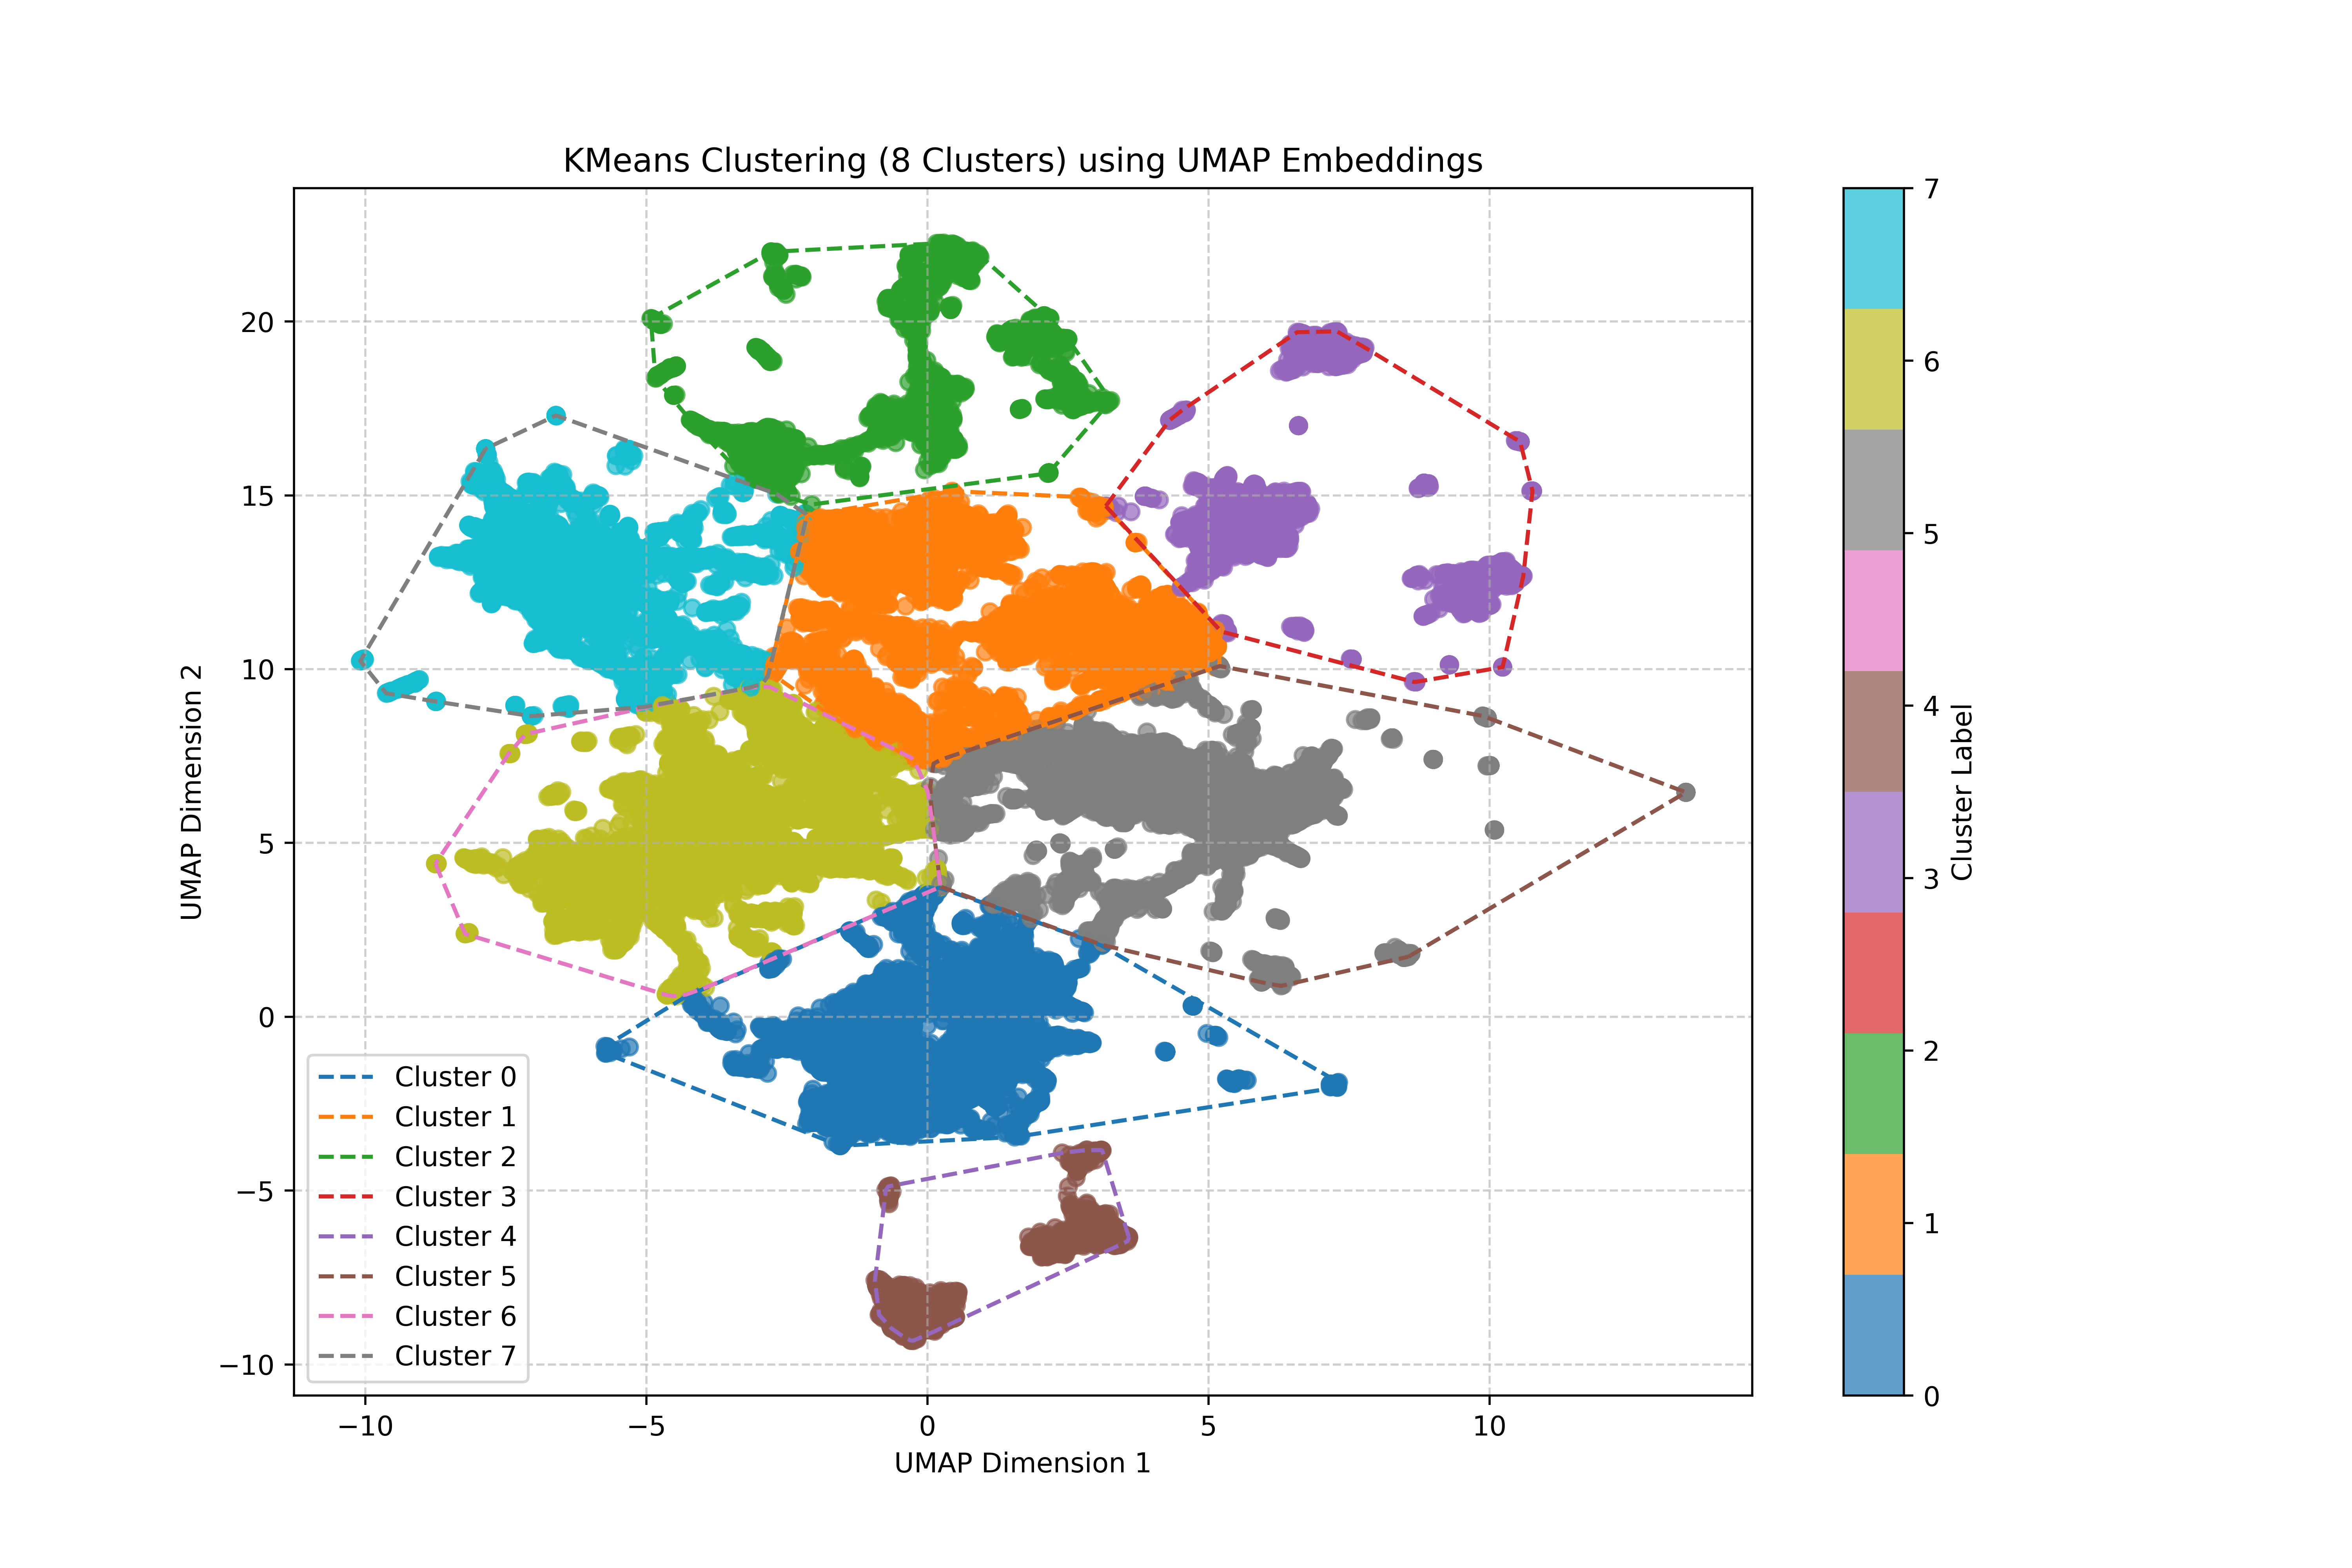 KMeans Clustering (8 Clusters) using UMAP Embeddings
UMAP Dimension 2
20
15
10
5
0
−5
−10
Cluster 0
Cluster 1
Cluster 2
Cluster 3
Cluster 4
Cluster 5
Cluster 6
Cluster 7
−10
−5
0
5
10
UMAP Dimension 1
7
6
5
4
3
2
1
0
Cluster Label